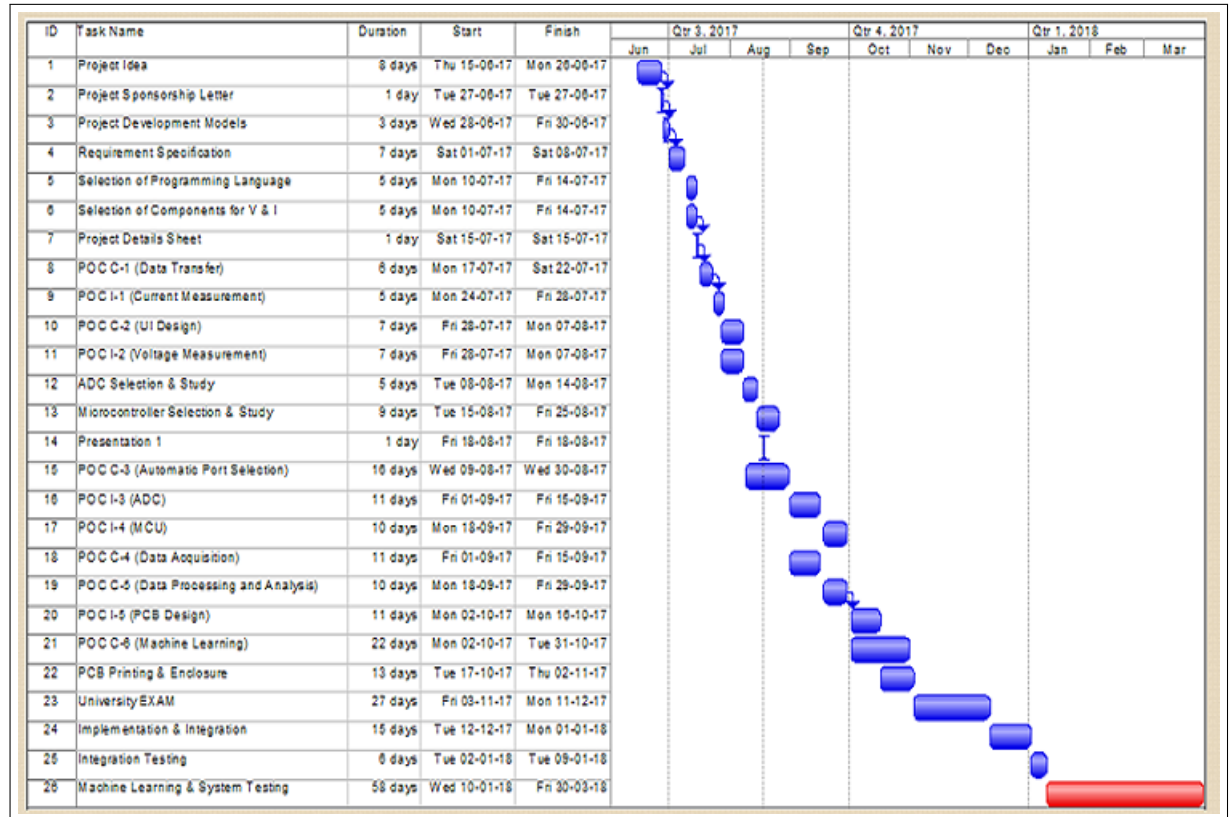 ID Task Name Duration Start Finish Qtr 3, 2017 Qtr 4, 2017 Qtr 1, 2018
Jun Jul Aug Sep Oct Nov Dec Jan Feb Mar
1 Project Idea 8 days Thu 15-06-17 Mon 26-06-17
2 Project Sponsorship Letter 1 day Tue 27-06-17 Tue 27-06-17
3 Project Development Models 3 days Wed 28-06-17 Fri 30-06-17
4 Requirement Specification 7 days Sat 01-07-17 Sat 08-07-17
5 Selection of Programming Language 5 days Mon 10-07-17 Fri 14-07-17
6 Selection of Components for V & I 5 days Mon 10-07-17 Fri 14-07-17
7 Project Details Sheet 1 day Sat 15-07-17 Sat 15-07-17
8 POC C-1 (Data Transfer) 6 days Mon 17-07-17 Sat 22-07-17
9 POC I-1 (Current Measurement) 5 days Mon 24-07-17 Fri 28-07-17
10 POC C-2 (UI Design) 7 days Fri 28-07-17 Mon 07-08-17
11 POC I-2 (Voltage Measurement) 7 days Fri 28-07-17 Mon 07-08-17
12 ADC Selection & Study 5 days Tue 08-08-17 Mon 14-08-17
13 Microcontroller Selection & Study 9 days Tue 15-08-17 Fri 25-08-17
14 Presentation 1 1 day Fri 18-08-17 Fri 18-08-17
15 POC C-3 (Automatic Port Selection) 16 days Wed 09-08-17 Wed 30-08-17
16 POC I-3 (ADC) 11 days Fri 01-09-17 Fri 15-09-17
17 POC I-4 (MCU) 10 days Mon 18-09-17 Fri 29-09-17
18 POC C-4 (Data Acquisition) 11 days Fri 01-09-17 Fri 15-09-17
19 POC C-5 (Data Processing and Analysis) 10 days Mon 18-09-17 Fri 29-09-17
20 POC I-5 (PCB Design) 11 days Mon 02-10-17 Mon 16-10-17
21 POC C-6 (Machine Learning) 22 days Mon 02-10-17 Tue 31-10-17
22 PCB Printing & Enclosure 13 days Tue 17-10-17 Thu 02-11-17
23 University EXAM 27 days Fri 03-11-17 Mon 11-12-17
24 Implementation & Integration 15 days Tue 12-12-17 Mon 01-01-18
25 Integration Testing 6 days Tue 02-01-18 Tue 09-01-18
26 Machine Learning & System Testing 58 days Wed 10-01-18 Fri 30-03-18